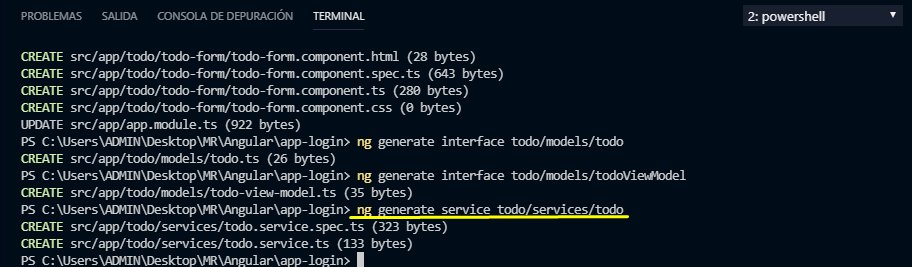 PROBLEMAS SALIDA CONSOLA DE DEPURACIÓN TERMINAL 2: powershell
CREATE src/app/todo/todo-form/todo-form.component.html (28 bytes)
CREATE src/app/todo/todo-form/todo-form.component.spec.ts (643 bytes)
CREATE src/app/todo/todo-form/todo-form.component.ts (280 bytes)
CREATE src/app/todo/todo-form/todo-form.component.css (0 bytes)
UPDATE src/app/app.module.ts (922 bytes)
PS C:\Users\ADMIN\Desktop\MR\Angular\app-login> ng generate interface todo/models/todo
CREATE src/app/todo/models/todo.ts (26 bytes)
PS C:\Users\ADMIN\Desktop\MR\Angular\app-login> ng generate interface todo/models/todoViewModel
CREATE src/app/todo/models/todo-view-model.ts (35 bytes)
PS C:\Users\ADMIN\Desktop\MR\Angular\app-login> ng generate service todo/services/todo
CREATE src/app/todo/services/todo.service.spec.ts (323 bytes)
CREATE src/app/todo/services/todo.service.ts (133 bytes)
PS C:\Users\ADMIN\Desktop\MR\Angular\app-login>